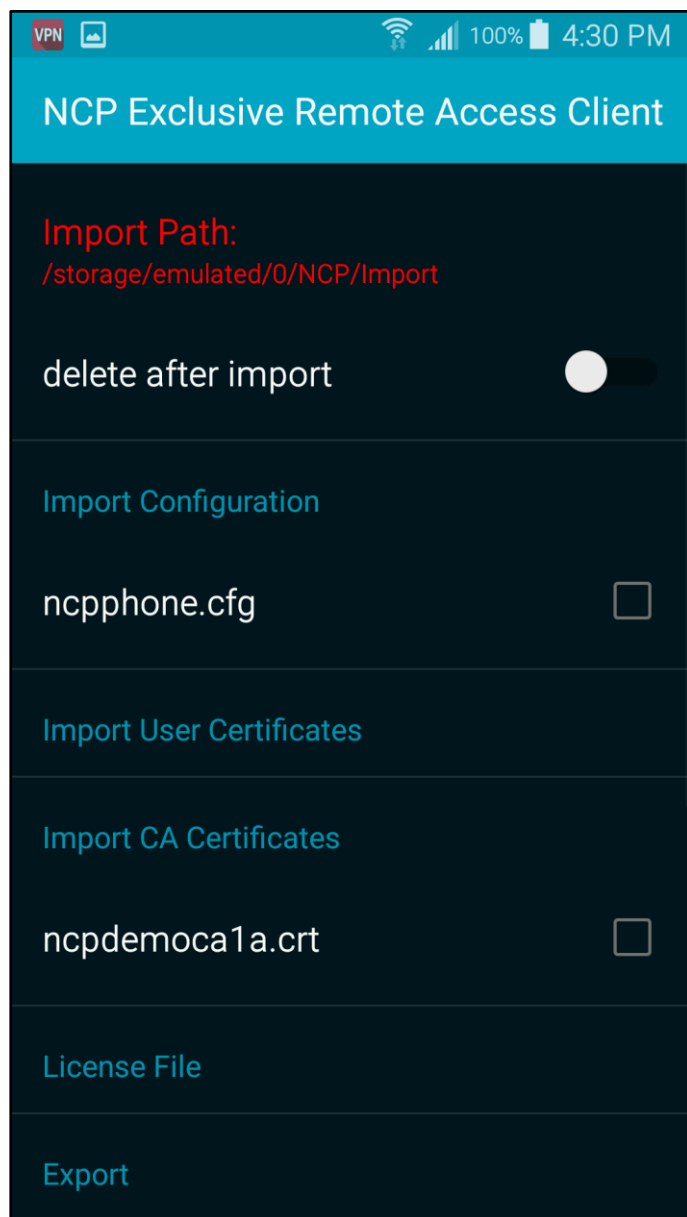 VPN 100% 4:30 PM
NCP Exclusive Remote Access Client
Import Path:
/storage/emulated/0/NCP/Import
delete after import
Import Configuration
ncpphone.cfg
Import User Certificates
Import CA Certificates
ncpdemoca1a.crt
License File
Export